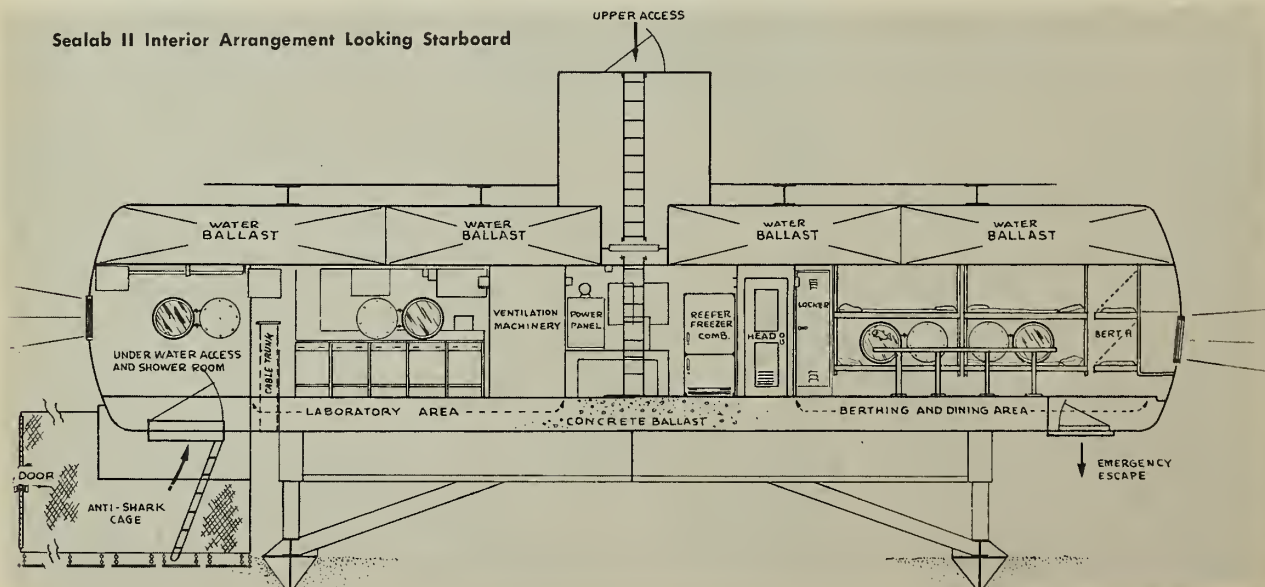 UPPER ACCESS
Sealab II Interior Arrangement Looking Starboard
WATER
BALLAST
WATER
BALLAST
WATER
BALLAST
WATER
BALLAST
UNDER WATER ACCESS
AND SHOWER ROOM
CABLE TRUNK
VENTILATION
MACHINERY
POWER
PANEL
REEFER
FREEZER
COMB.
HEAD
LOCKER
LABORATORY AREA
CONCRETE BALLAST
BERTHING AND DINING AREA
DOOR
ANTI-SHARK
CAGE
EMERGENCY
ESCAPE